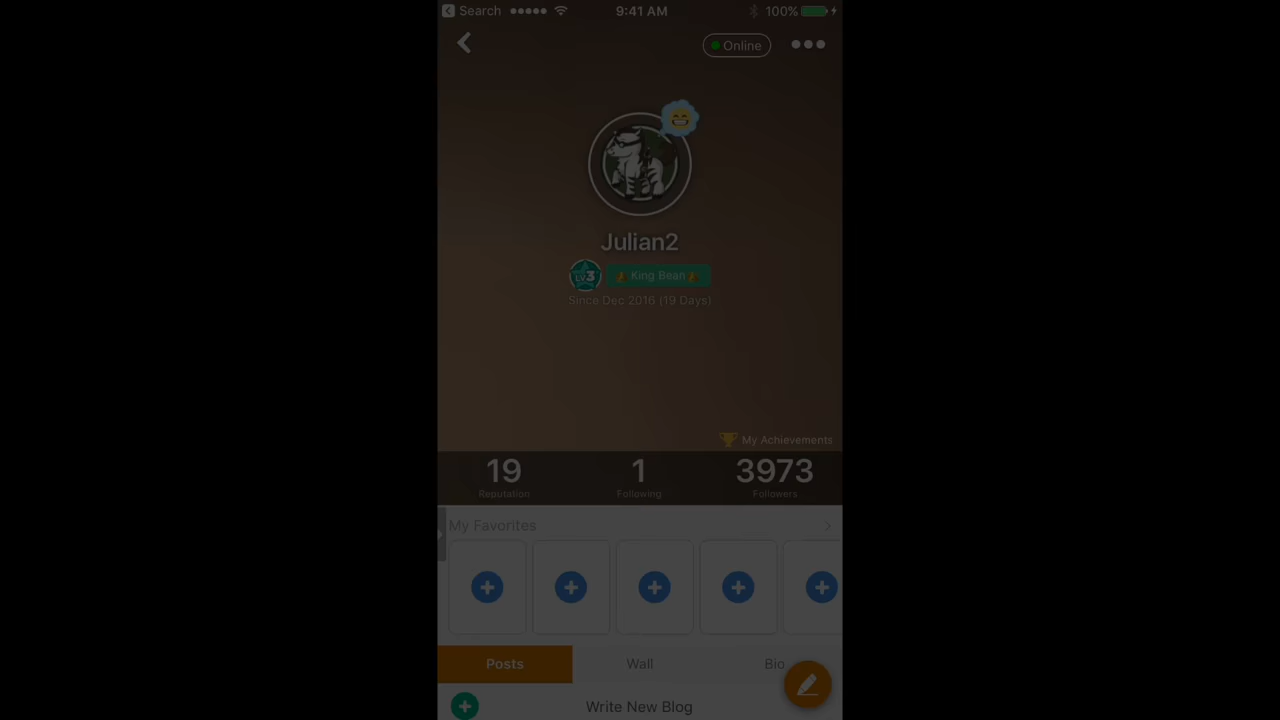 Search 9:41 AM 100%
Online
Julian2
LV3 King Bean
Since Dec 2016 (19 Days)
My Achievements
19 1 3973
Reputation Following Followers
My Favorites
Posts Wall Bio
Write New Blog